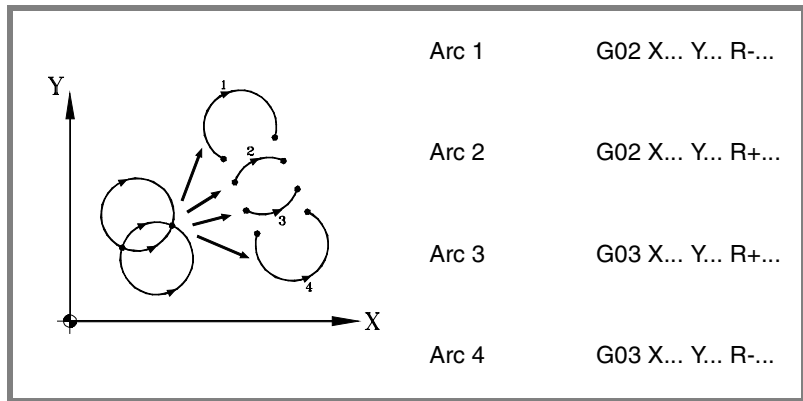 Arc 1 G02 X... Y... R-...
Y
1
2
Arc 2 G02 X... Y... R+...
3
Arc 3 G03 X... Y... R+...
4
X
Arc 4 G03 X... Y... R-...